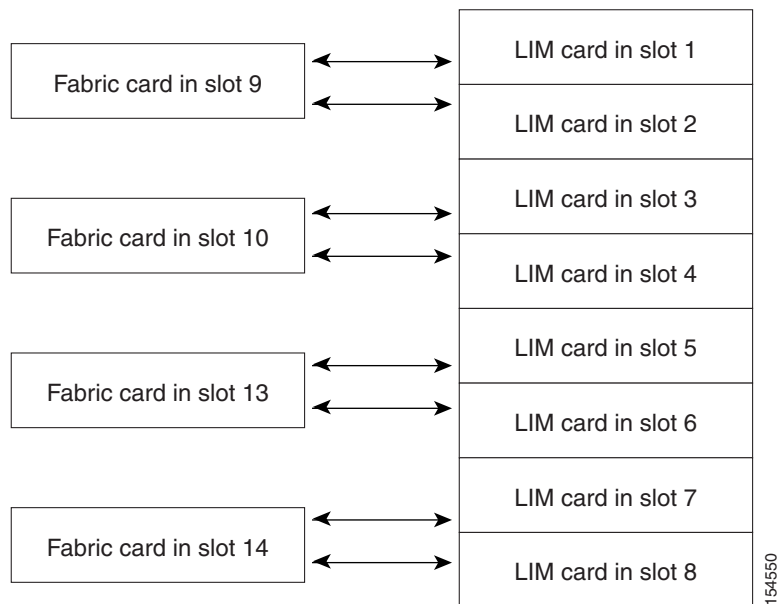 Fabric card in slot 9
Fabric card in slot 10
Fabric card in slot 13
Fabric card in slot 14
LIM card in slot 1
LIM card in slot 2
LIM card in slot 3
LIM card in slot 4
LIM card in slot 5
LIM card in slot 6
LIM card in slot 7
LIM card in slot 8
154550